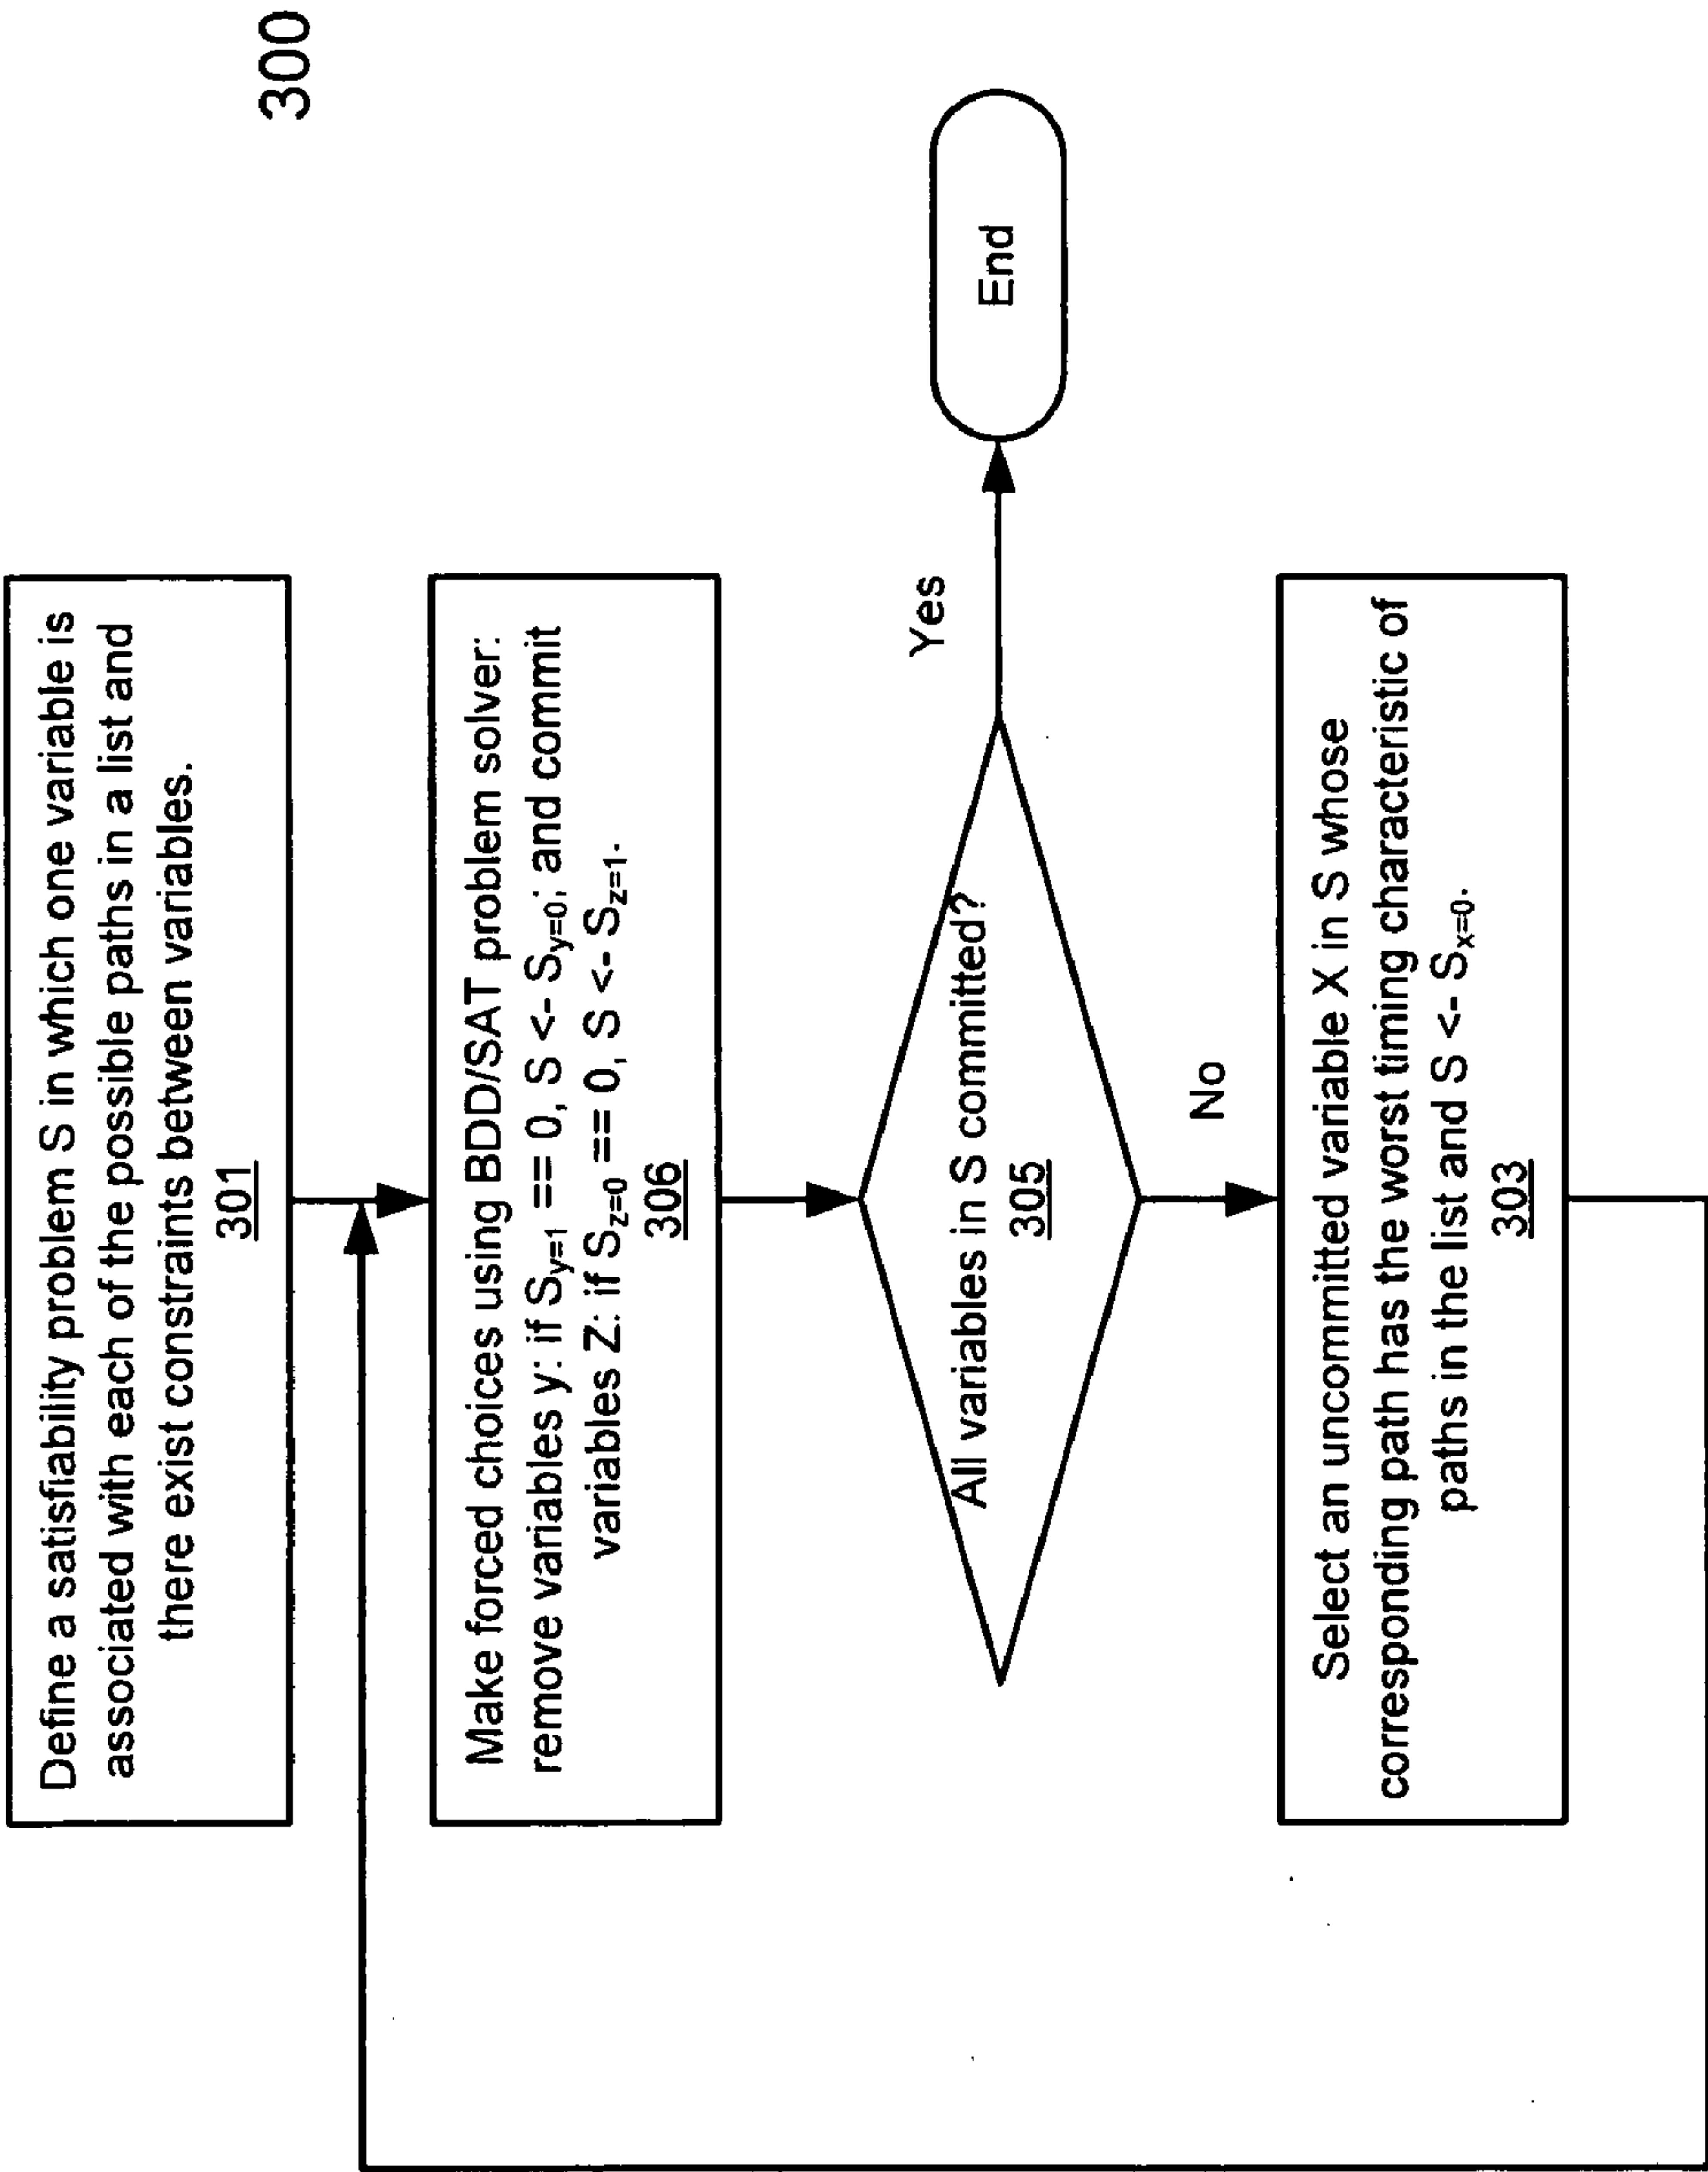 300
Define a satisfiability problem S in which one variable is
associated with each of the possible paths in a list and
there exist constraints between variables.
301
Make forced choices using BDD/SAT problem solver:
remove variables y: if Sy=1 == 0, S <- Sy=0; and commit
variables Z: if Sz=0 == 0, S <- Sz=1.
306
All variables in S committed?
305
Yes
End
No
Select an uncommitted variable X in S whose
corresponding path has the worst timing characteristic of
paths in the list and S <- Sx=0.
303